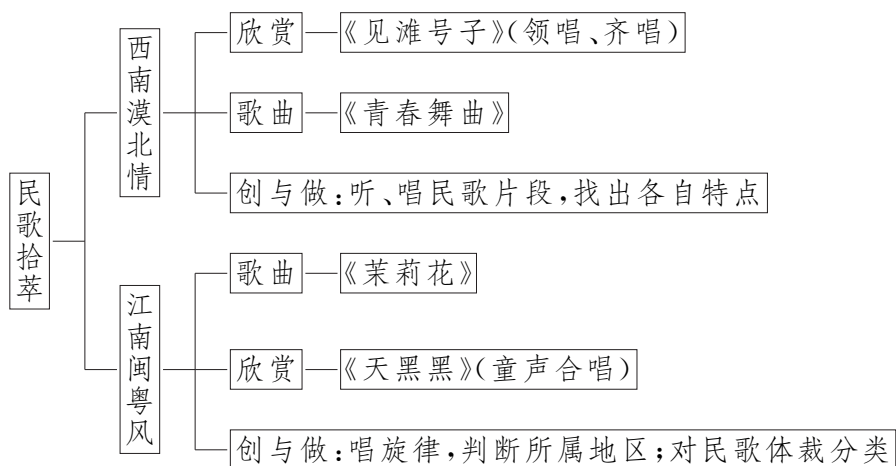 民歌拾萃
西南漠北情
欣赏
《见滩号子》(领唱、齐唱)
歌曲
《青春舞曲》
创与做:听、唱民歌片段,找出各自特点
江南闽粤风
歌曲
《茉莉花》
欣赏
《天黑黑》(童声合唱)
创与做:唱旋律,判断所属地区;对民歌体裁分类